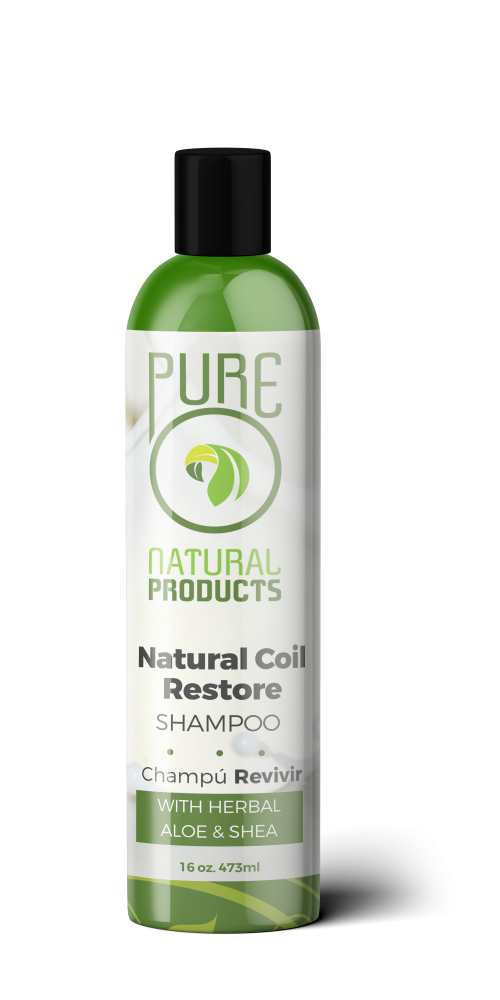 PURE
NATURAL
PRODUCTS
Natural Coil
Restore
SHAMPOO
Champú Revivir
WITH HERBAL
ALOE & SHEA
16 oz. 473ml